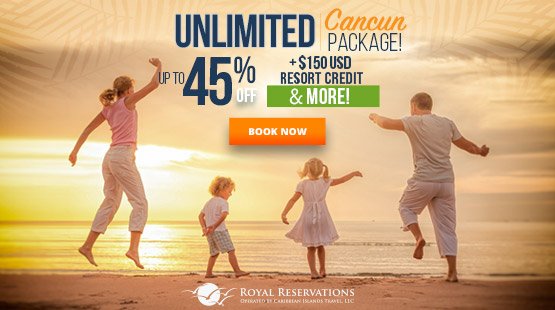 UNLIMITED
Cancun
PACKAGE!
UP TO
45%
OFF
+ $150 USD
RESORT CREDIT
& MORE!
BOOK NOW
ROYAL RESERVATIONS
OPERATED BY CARIBBEAN ISLANDS TRAVEL, LLC